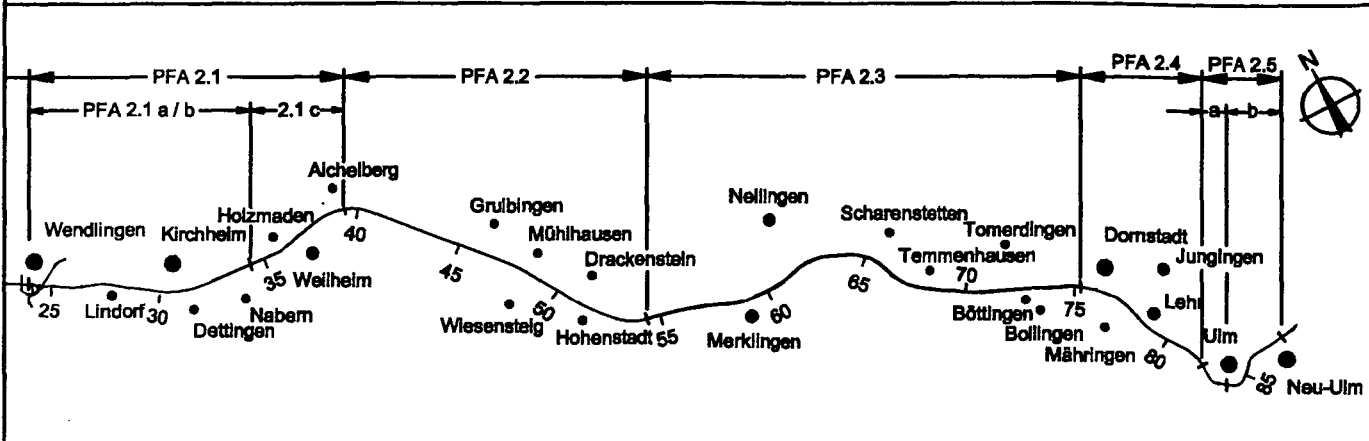 PFA 2.1
PFA 2.2
PFA 2.3
PFA 2.4
PFA 2.5
N
PFA 2.1 a / b
2.1 c
a
b
Aichelberg
Holzmaden
Wendlingen
Kirchheim
Weilheim
Lindorf
Dettingen
Nabern
Gruibingen
Mühlhausen
Drackenstein
Wiesensteig
Hohenstadt
Nellingen
Merklingen
Scharenstetten
Temmenhausen
Tomerdingen
Dornstadt
Jungingen
Lehr
Böttingen
Bollingen
Mähringen
Ulm
Neu-Ulm
25
30
35
40
45
50
55
60
65
70
75
80
85